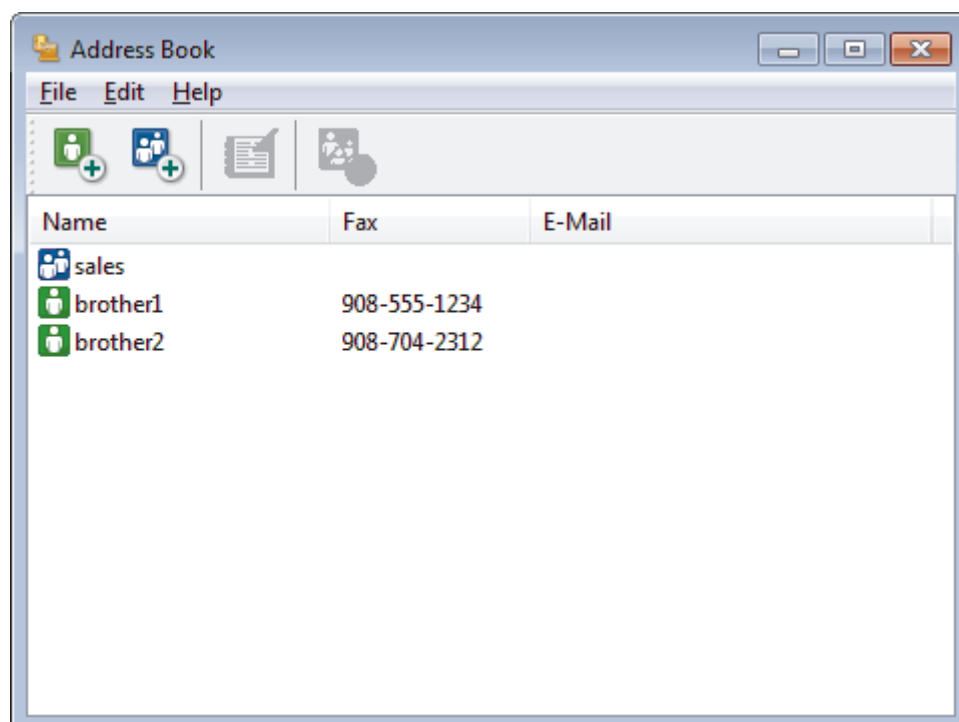 Address Book
File Edit Help
Name Fax E-Mail
sales
brother1 908-555-1234
brother2 908-704-2312